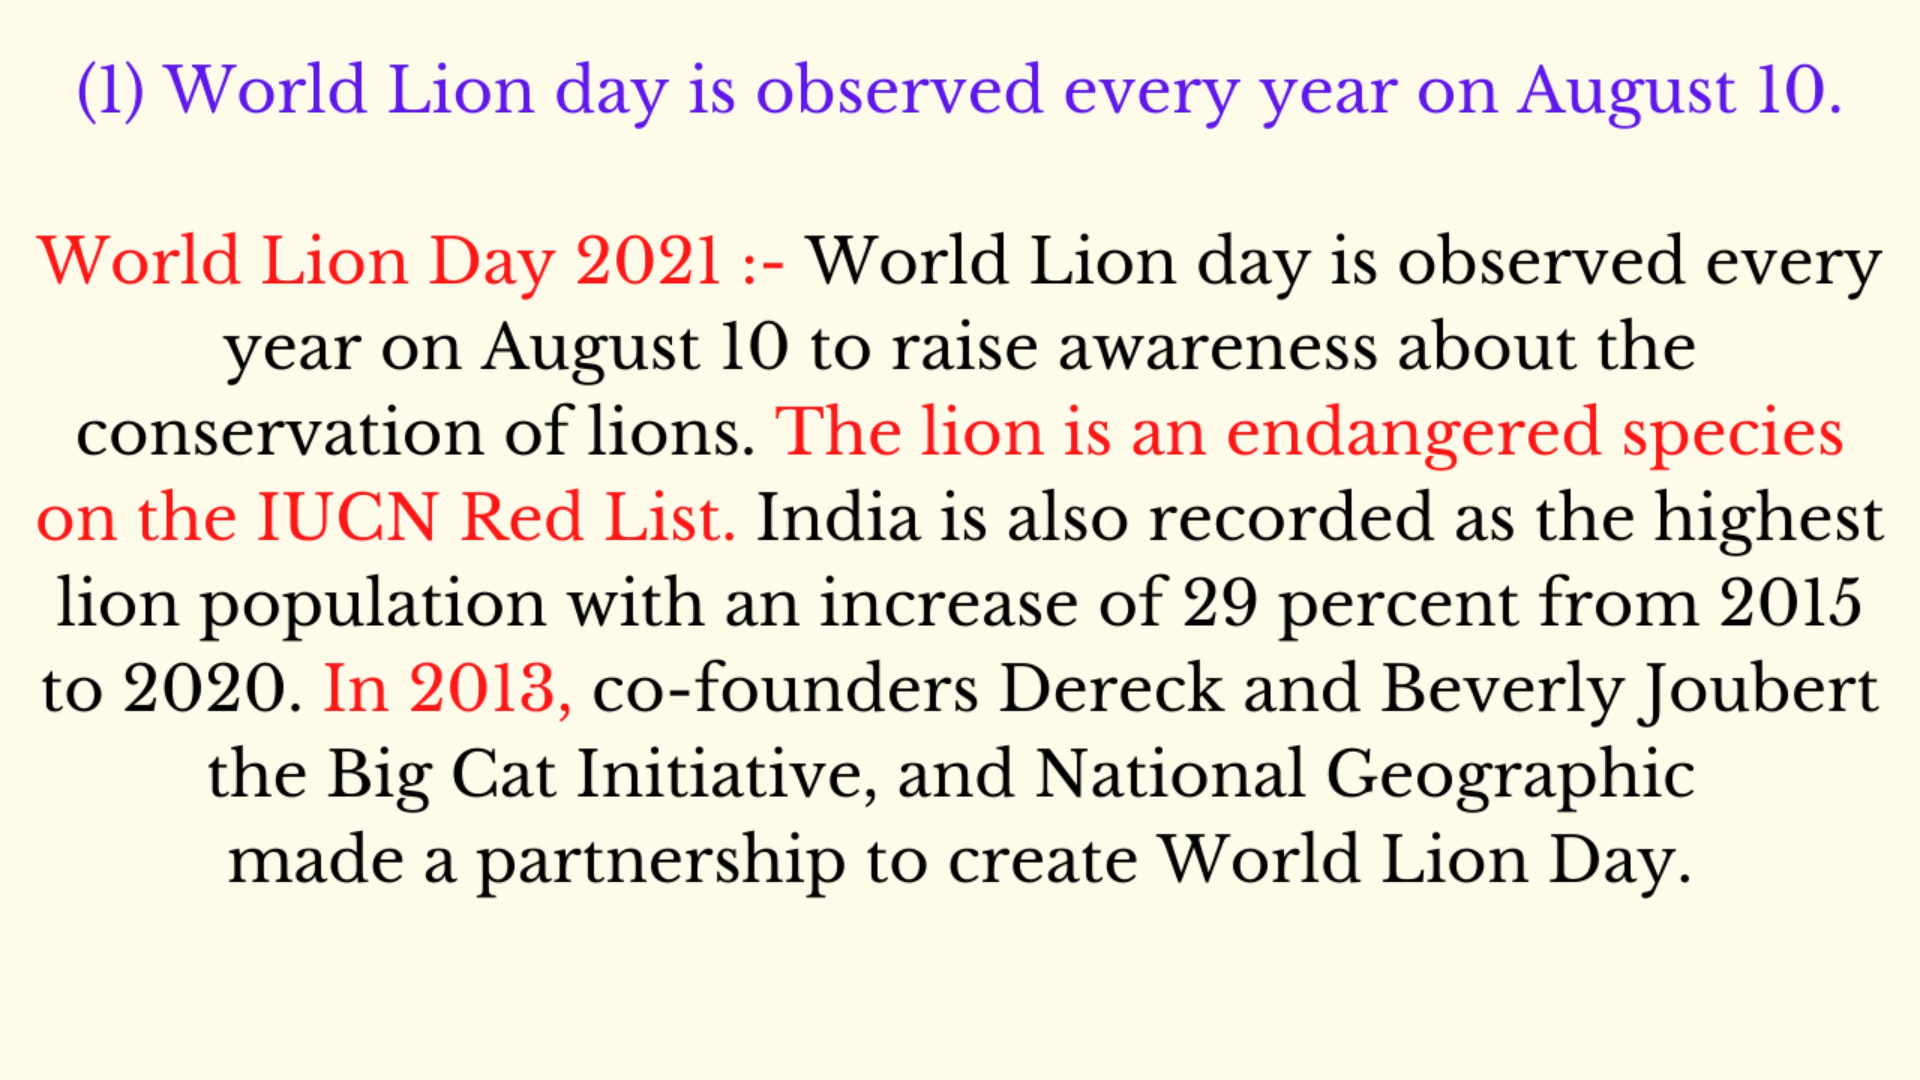 (1) World Lion day is observed every year on August 10.
World Lion Day 2021 :- World Lion day is observed every
year on August 10 to raise awareness about the
conservation of lions. The lion is an endangered species
on the IUCN Red List. India is also recorded as the highest
lion population with an increase of 29 percent from 2015
to 2020. In 2013, co-founders Dereck and Beverly Joubert
the Big Cat Initiative, and National Geographic
made a partnership to create World Lion Day.